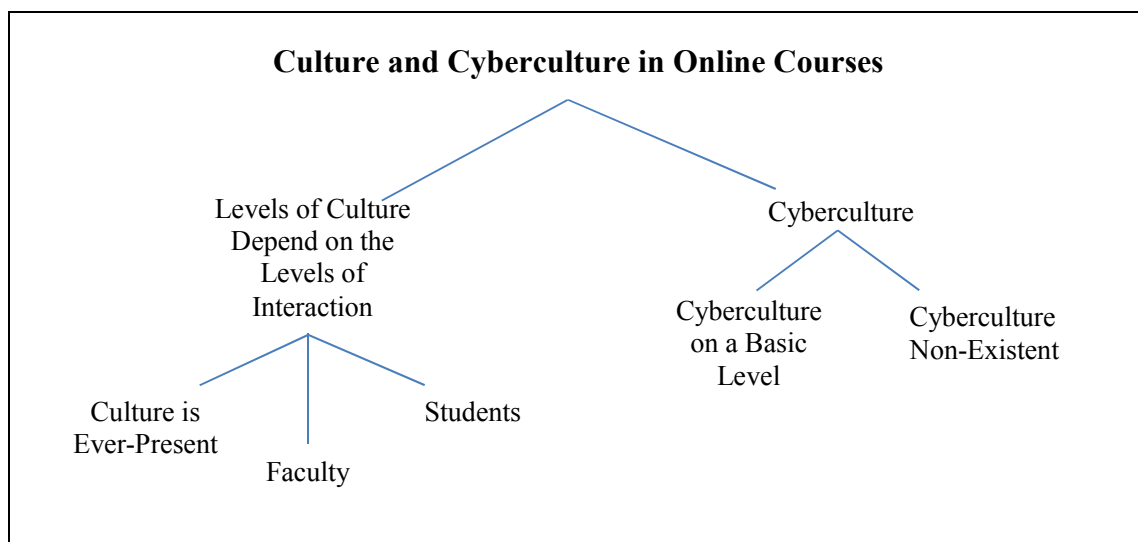 Culture and Cyberculture in Online Courses
Levels of Culture
Depend on the
Levels of
Interaction
Culture is
Ever-Present
Faculty
Students
Cyberculture
Cyberculture
on a Basic
Level
Cyberculture
Non-Existent